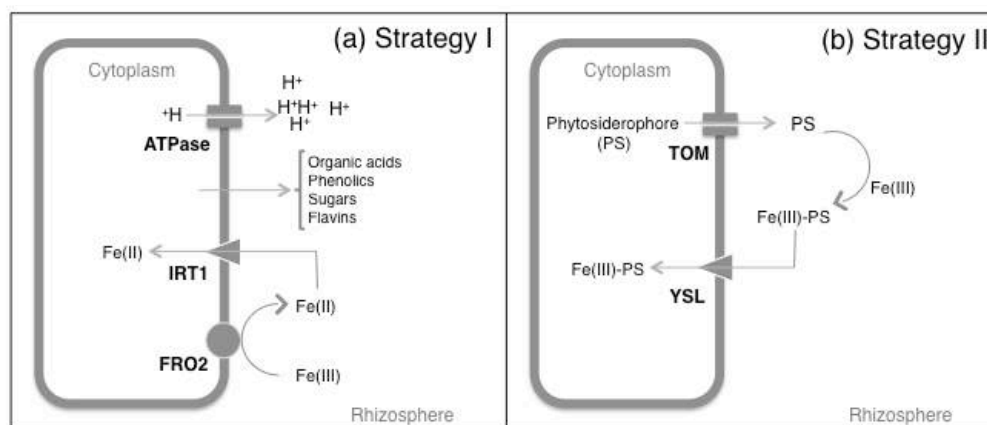 (a) Strategy I
Cytoplasm
H⁺
⁺H
H⁺H⁺ H⁺
H⁺
ATPase
Organic acids
Phenolics
Sugars
Flavins
Fe(II)
IRT1
Fe(II)
FRO2
Fe(III)
Rhizosphere
(b) Strategy II
Cytoplasm
Phytosiderophore
(PS)
PS
TOM
Fe(III)
Fe(III)-PS
Fe(III)-PS
YSL
Rhizosphere